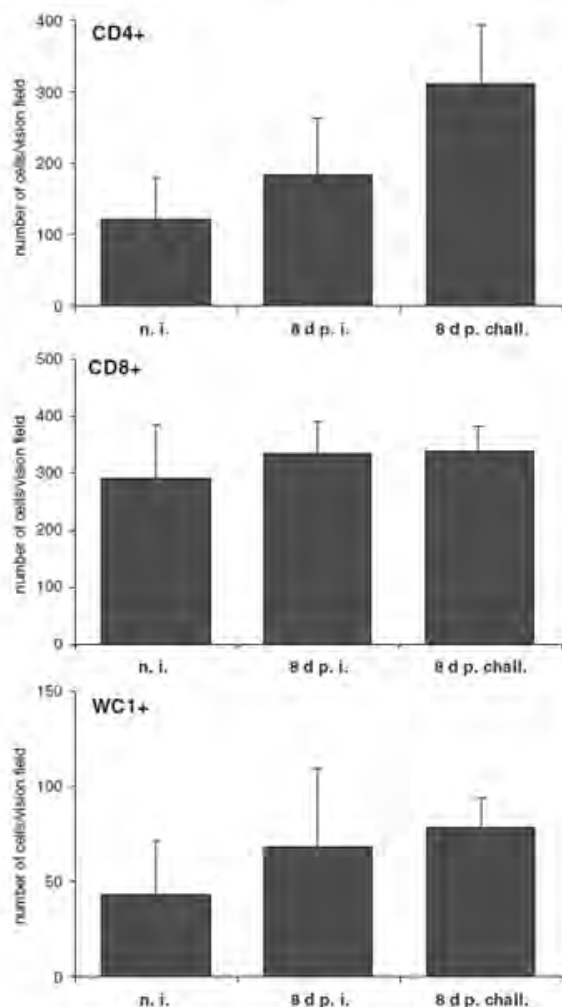 CD4+
number of cells/vision field
400
300
200
100
0
n. i.
8 d p. i.
8 d p. chall.
CD8+
number of cells/vision field
500
400
300
200
100
0
n. i.
8 d p. i.
8 d p. chall.
WC1+
number of cells/vision field
150
100
50
0
n. i.
8 d p. i.
8 d p. chall.